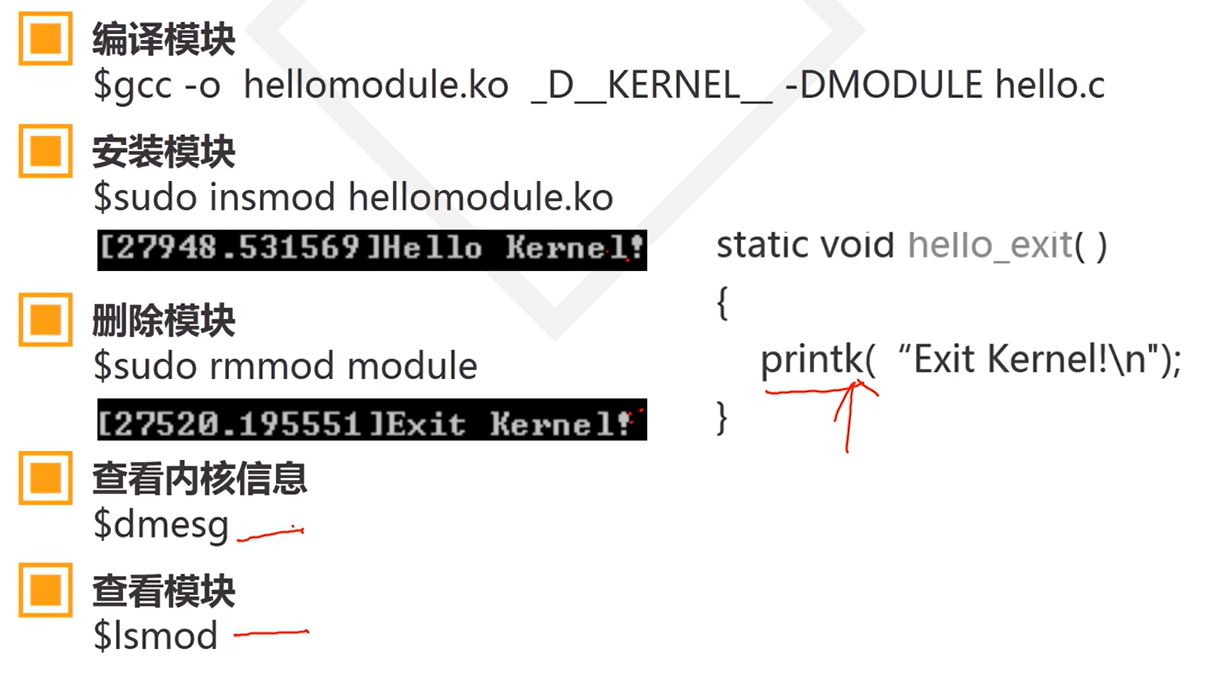 编译模块
$gcc -o hellomodule.ko _D__KERNEL__ -DMODULE hello.c
安装模块
$sudo insmod hellomodule.ko
[27948.531569]Hello Kernel!
删除模块
$sudo rmmod module
[27520.195551]Exit Kernel!
查看内核信息
$dmesg
查看模块
$lsmod
static void hello_exit( )
{
printk( “Exit Kernel!\n");
}